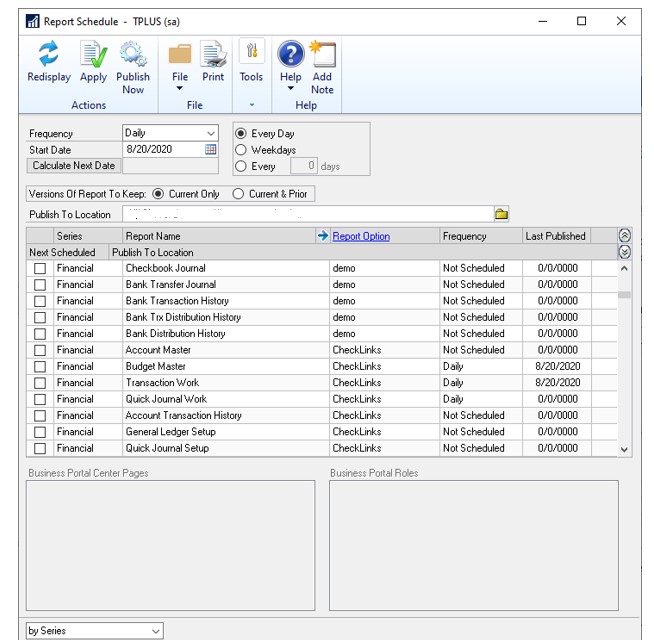 Report Schedule - TPLUS (sa)
Redisplay Apply Publish Now File Print Tools Help Add Note
Actions File Help
Frequency Daily Every Day
Start Date 8/20/2020 Weekdays
Calculate Next Date Every 0 days
Versions Of Report To Keep: Current Only Current & Prior
Publish To Location
Series Report Name Report Option Frequency Last Published
Next Scheduled Publish To Location
Financial Checkbook Journal demo Not Scheduled 0/0/0000
Financial Bank Transfer Journal demo Not Scheduled 0/0/0000
Financial Bank Transaction History demo Not Scheduled 0/0/0000
Financial Bank Trx Distribution History demo Not Scheduled 0/0/0000
Financial Bank Distribution History demo Not Scheduled 0/0/0000
Financial Account Master CheckLinks Not Scheduled 0/0/0000
Financial Budget Master CheckLinks Daily 8/20/2020
Financial Transaction Work CheckLinks Daily 8/20/2020
Financial Quick Journal Work CheckLinks Daily 0/0/0000
Financial Account Transaction History CheckLinks Not Scheduled 0/0/0000
Financial General Ledger Setup CheckLinks Not Scheduled 0/0/0000
Financial Quick Journal Setup CheckLinks Not Scheduled 0/0/0000
Business Portal Center Pages Business Portal Roles
by Series